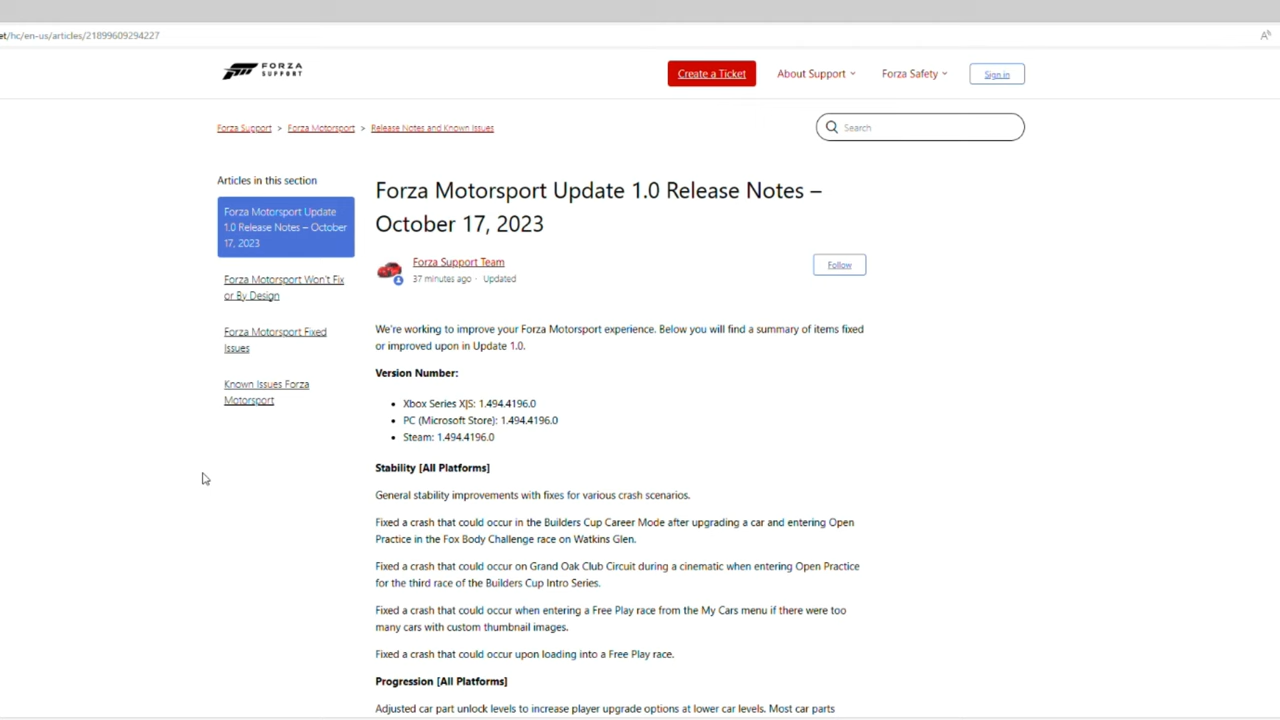 et/hc/en-us/articles/21899609294227
A
FORZA
SUPPORT
Create a Ticket
About Support
Forza Safety
Sign in
Forza Support > Forza Motorsport > Release Notes and Known Issues
Search
Articles in this section
Forza Motorsport Update
1.0 Release Notes – October
17, 2023
Forza Motorsport Won't Fix
or By Design
Forza Motorsport Fixed
Issues
Known Issues Forza
Motorsport
Forza Motorsport Update 1.0 Release Notes –
October 17, 2023
Forza Support Team
37 minutes ago · Updated
Follow
We're working to improve your Forza Motorsport experience. Below you will find a summary of items fixed
or improved upon in Update 1.0.
Version Number:
• Xbox Series X|S: 1.494.4196.0
• PC (Microsoft Store): 1.494.4196.0
• Steam: 1.494.4196.0
Stability [All Platforms]
General stability improvements with fixes for various crash scenarios.
Fixed a crash that could occur in the Builders Cup Career Mode after upgrading a car and entering Open
Practice in the Fox Body Challenge race on Watkins Glen.
Fixed a crash that could occur on Grand Oak Club Circuit during a cinematic when entering Open Practice
for the third race of the Builders Cup Intro Series.
Fixed a crash that could occur when entering a Free Play race from the My Cars menu if there were too
many cars with custom thumbnail images.
Fixed a crash that could occur upon loading into a Free Play race.
Progression [All Platforms]
Adjusted car part unlock levels to increase player upgrade options at lower car levels. Most car parts